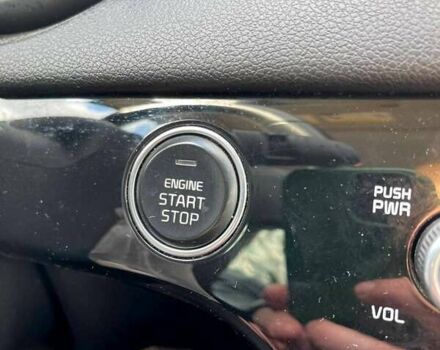 ENGINE
START
STOP
PUSH
PWR
VOL